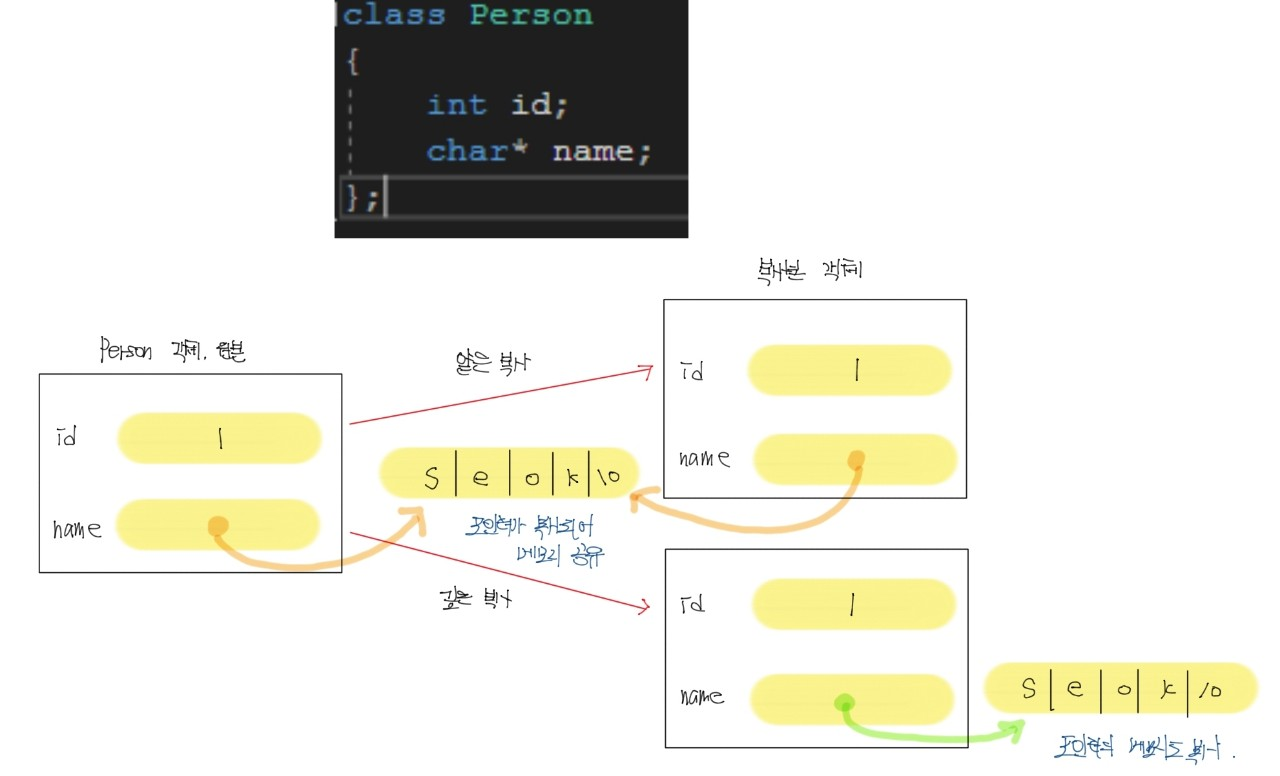 class Person
{
int id;
char* name;
};
복사본 객체
Person 객체. 원본
얕은 복사
id 1
name
id 1
name
s e o k \0
포인터가 복사되어
메모리 공유
깊은 복사
id 1
name
s e o k \0
포인터의 메모리도 복사.